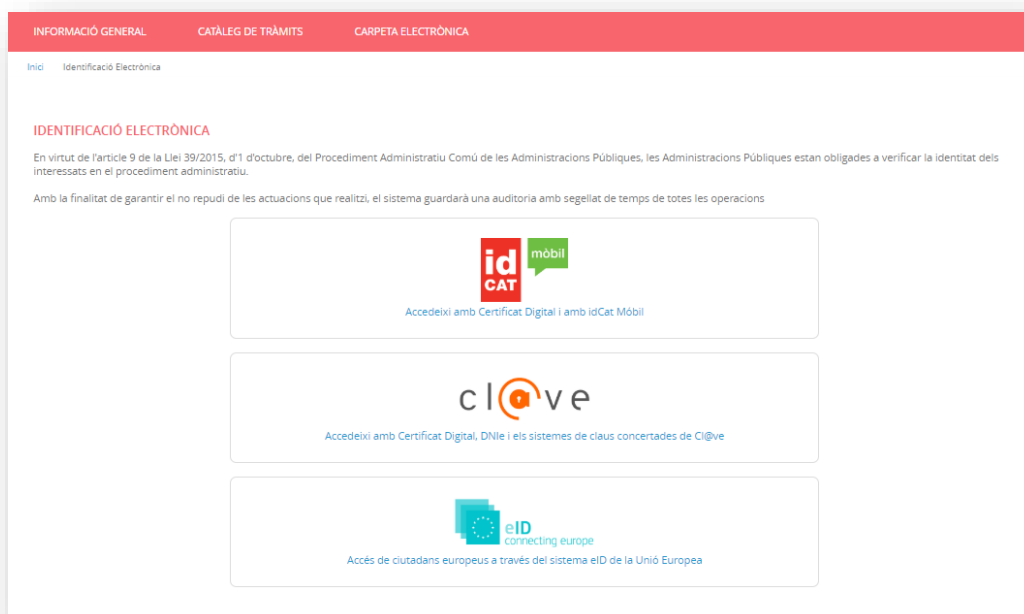 INFORMACIÓ GENERAL CATÀLEG DE TRÀMITS CARPETA ELECTRÒNICA
Inici Identificació Electrònica
IDENTIFICACIÓ ELECTRÒNICA
En virtut de l'article 9 de la Llei 39/2015, d'1 d'octubre, del Procediment Administratiu Comú de les Administracions Públiques, les Administracions Públiques estan obligades a verificar la identitat dels
interessats en el procediment administratiu.
Amb la finalitat de garantir el no repudi de les actuacions que realitzi, el sistema guardarà una auditoria amb segellat de temps de totes les operacions
id mòbil
CAT
Accedeixi amb Certificat Digital i amb idCat Móbil
cl@ve
Accedeixi amb Certificat Digital, DNIe i els sistemes de claus concertades de Cl@ve
eID
connecting europe
Accés de ciutadans europeus a través del sistema eID de la Unió Europea